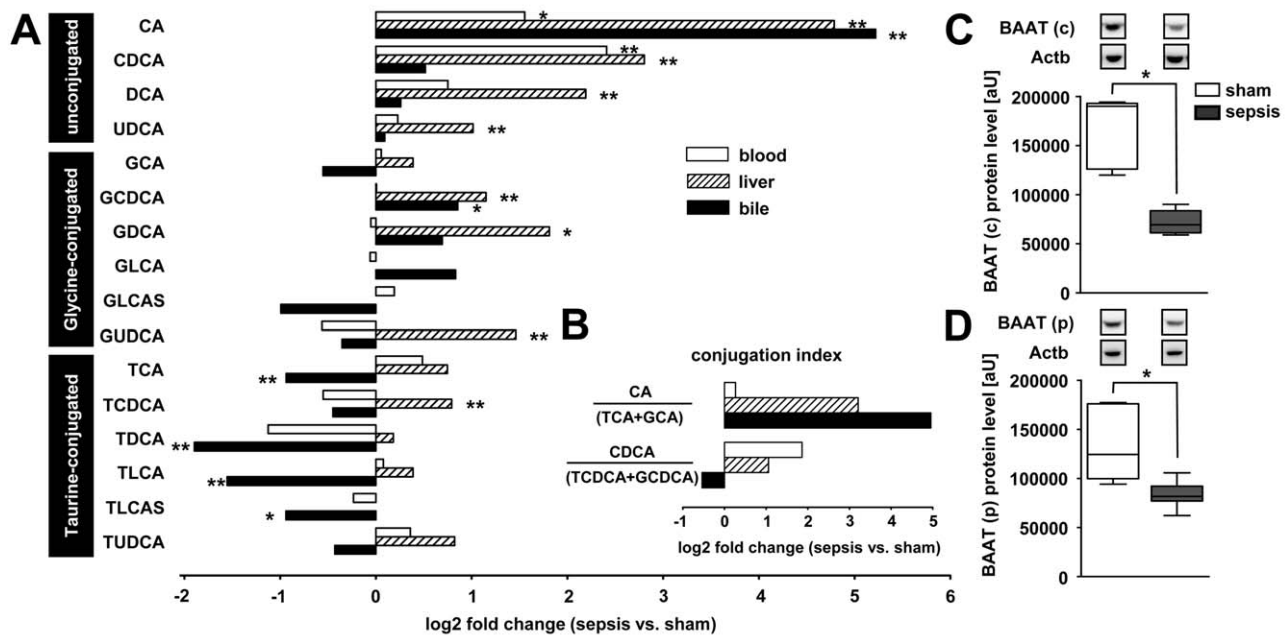 A
unconjugated
CA
*
**
**
CDCA
**
**
DCA
**
UDCA
**
Glycine-conjugated
GCA
GCDCA
**
*
GDCA
*
GLCA
GLCAS
GUDCA
**
Taurine-conjugated
TCA
**
TCDCA
**
TDCA
**
TLCA
**
TLCAS
*
TUDCA
-2 -1 0 1 2 3 4 5 6
log2 fold change (sepsis vs. sham)
blood
liver
bile
B
conjugation index
CA
(TCA+GCA)
CDCA
(TCDCA+GCDCA)
-1 0 1 2 3 4 5
log2 fold change (sepsis vs. sham)
C
BAAT (c)
Actb
*
sham
sepsis
BAAT (c) protein level [aU]
200000
150000
100000
50000
0
D
BAAT (p)
Actb
*
BAAT (p) protein level [aU]
200000
150000
100000
50000
0